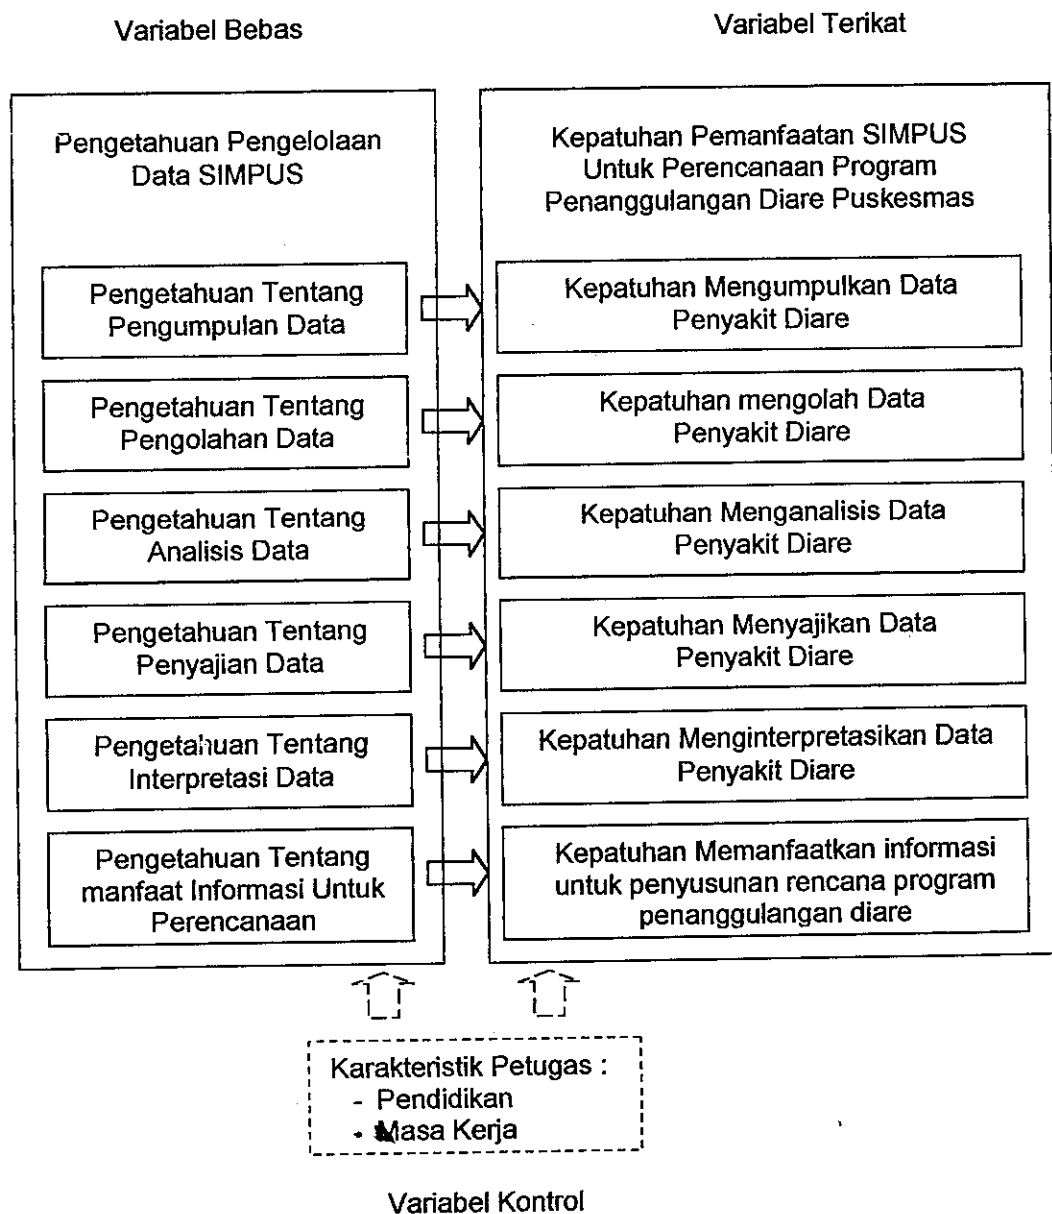 Variabel Bebas
Variabel Terikat
Pengetahuan Pengelolaan
Data SIMPUS
Kepatuhan Pemanfaatan SIMPUS
Untuk Perencanaan Program
Penanggulangan Diare Puskesmas
Pengetahuan Tentang
Pengumpulan Data
Kepatuhan Mengumpulkan Data
Penyakit Diare
Pengetahuan Tentang
Pengolahan Data
Kepatuhan mengolah Data
Penyakit Diare
Pengetahuan Tentang
Analisis Data
Kepatuhan Menganalisis Data
Penyakit Diare
Pengetahuan Tentang
Penyajian Data
Kepatuhan Menyajikan Data
Penyakit Diare
Pengetahuan Tentang
Interpretasi Data
Kepatuhan Menginterpretasikan Data
Penyakit Diare
Pengetahuan Tentang
manfaat Informasi Untuk
Perencanaan
Kepatuhan Memanfaatkan informasi
untuk penyusunan rencana program
penanggulangan diare
Karakteristik Petugas :
- Pendidikan
- Masa Kerja
Variabel Kontrol